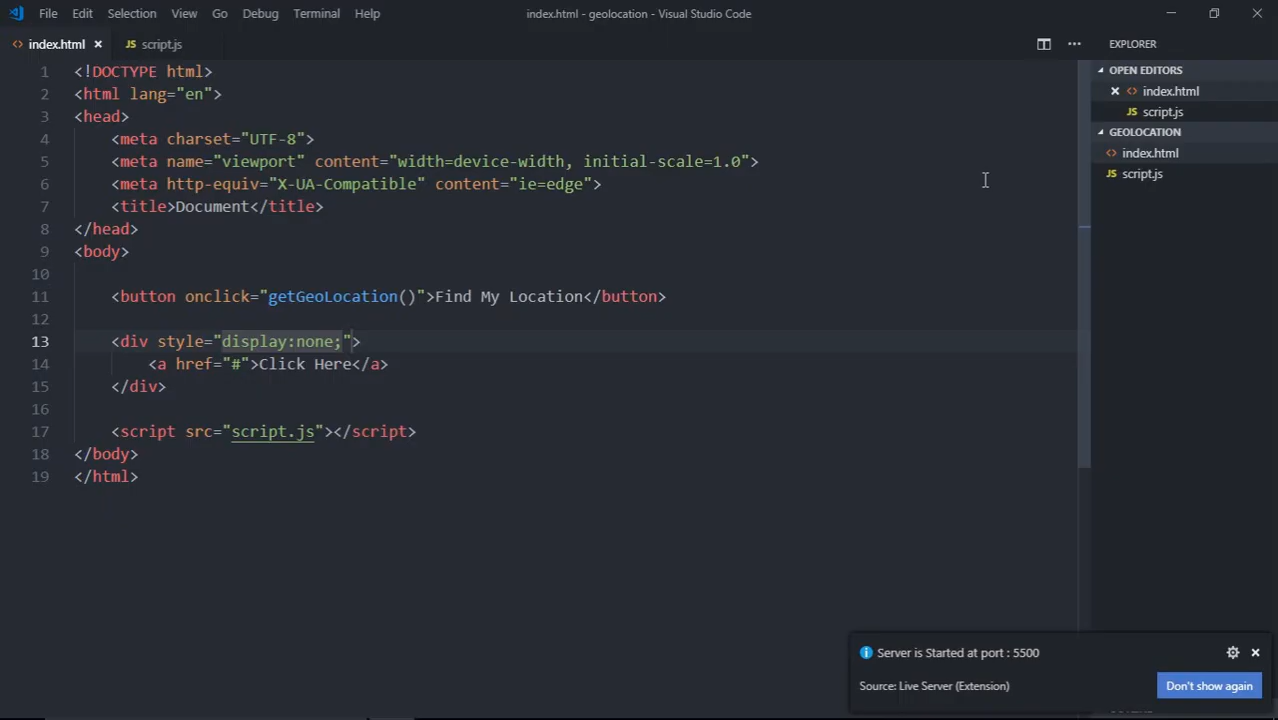 File Edit Selection View Go Debug Terminal Help index.html - geolocation - Visual Studio Code
index.html script.js EXPLORER
OPEN EDITORS
index.html
script.js
GEOLOCATION
index.html
script.js
1 <!DOCTYPE html>
2 <html lang="en">
3 <head>
4 <meta charset="UTF-8">
5 <meta name="viewport" content="width=device-width, initial-scale=1.0">
6 <meta http-equiv="X-UA-Compatible" content="ie=edge">
7 <title>Document</title>
8 </head>
9 <body>
10
11 <button onclick="getGeoLocation()">Find My Location</button>
12
13 <div style="display:none;">
14 <a href="#">Click Here</a>
15 </div>
16
17 <script src="script.js"></script>
18 </body>
19 </html>
Server is Started at port : 5500
Source: Live Server (Extension) Don't show again